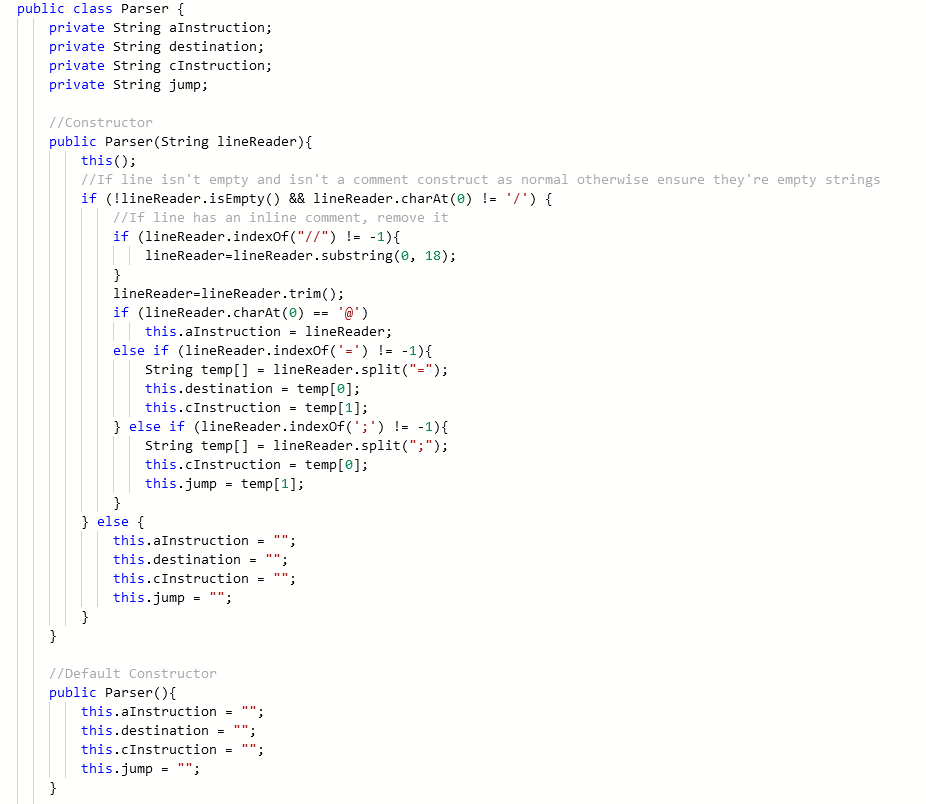 public class Parser {
private String aInstruction;
private String destination;
private String cInstruction;
private String jump;
//Constructor
public Parser(String lineReader){
this();
//If line isn't empty and isn't a comment construct as normal otherwise ensure they're empty strings
if (!lineReader.isEmpty() && lineReader.charAt(0) != '/') {
//If line has an inline comment, remove it
if (lineReader.indexOf("//") != -1){
lineReader=lineReader.substring(0, 18);
}
lineReader=lineReader.trim();
if (lineReader.charAt(0) == '@')
this.aInstruction = lineReader;
else if (lineReader.indexOf('=') != -1){
String temp[] = lineReader.split("=");
this.destination = temp[0];
this.cInstruction = temp[1];
} else if (lineReader.indexOf(';') != -1){
String temp[] = lineReader.split(";");
this.cInstruction = temp[0];
this.jump = temp[1];
}
} else {
this.aInstruction = "";
this.destination = "";
this.cInstruction = "";
this.jump = "";
}
}
//Default Constructor
public Parser(){
this.aInstruction = "";
this.destination = "";
this.cInstruction = "";
this.jump = "";
}